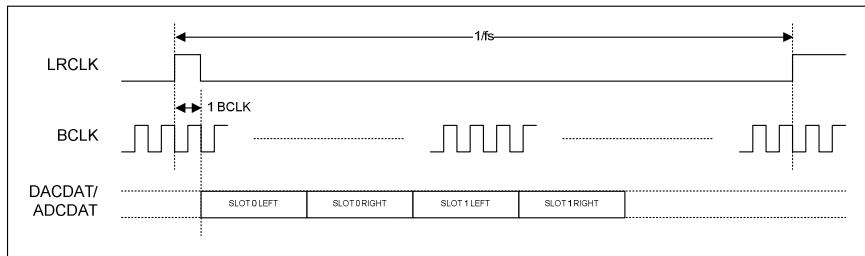 1/fs
LRCLK
1 BCLK
BCLK
DACDAT/
ADCDAT
SLOT 0 LEFT
SLOT 0 RIGHT
SLOT 1 LEFT
SLOT 1 RIGHT